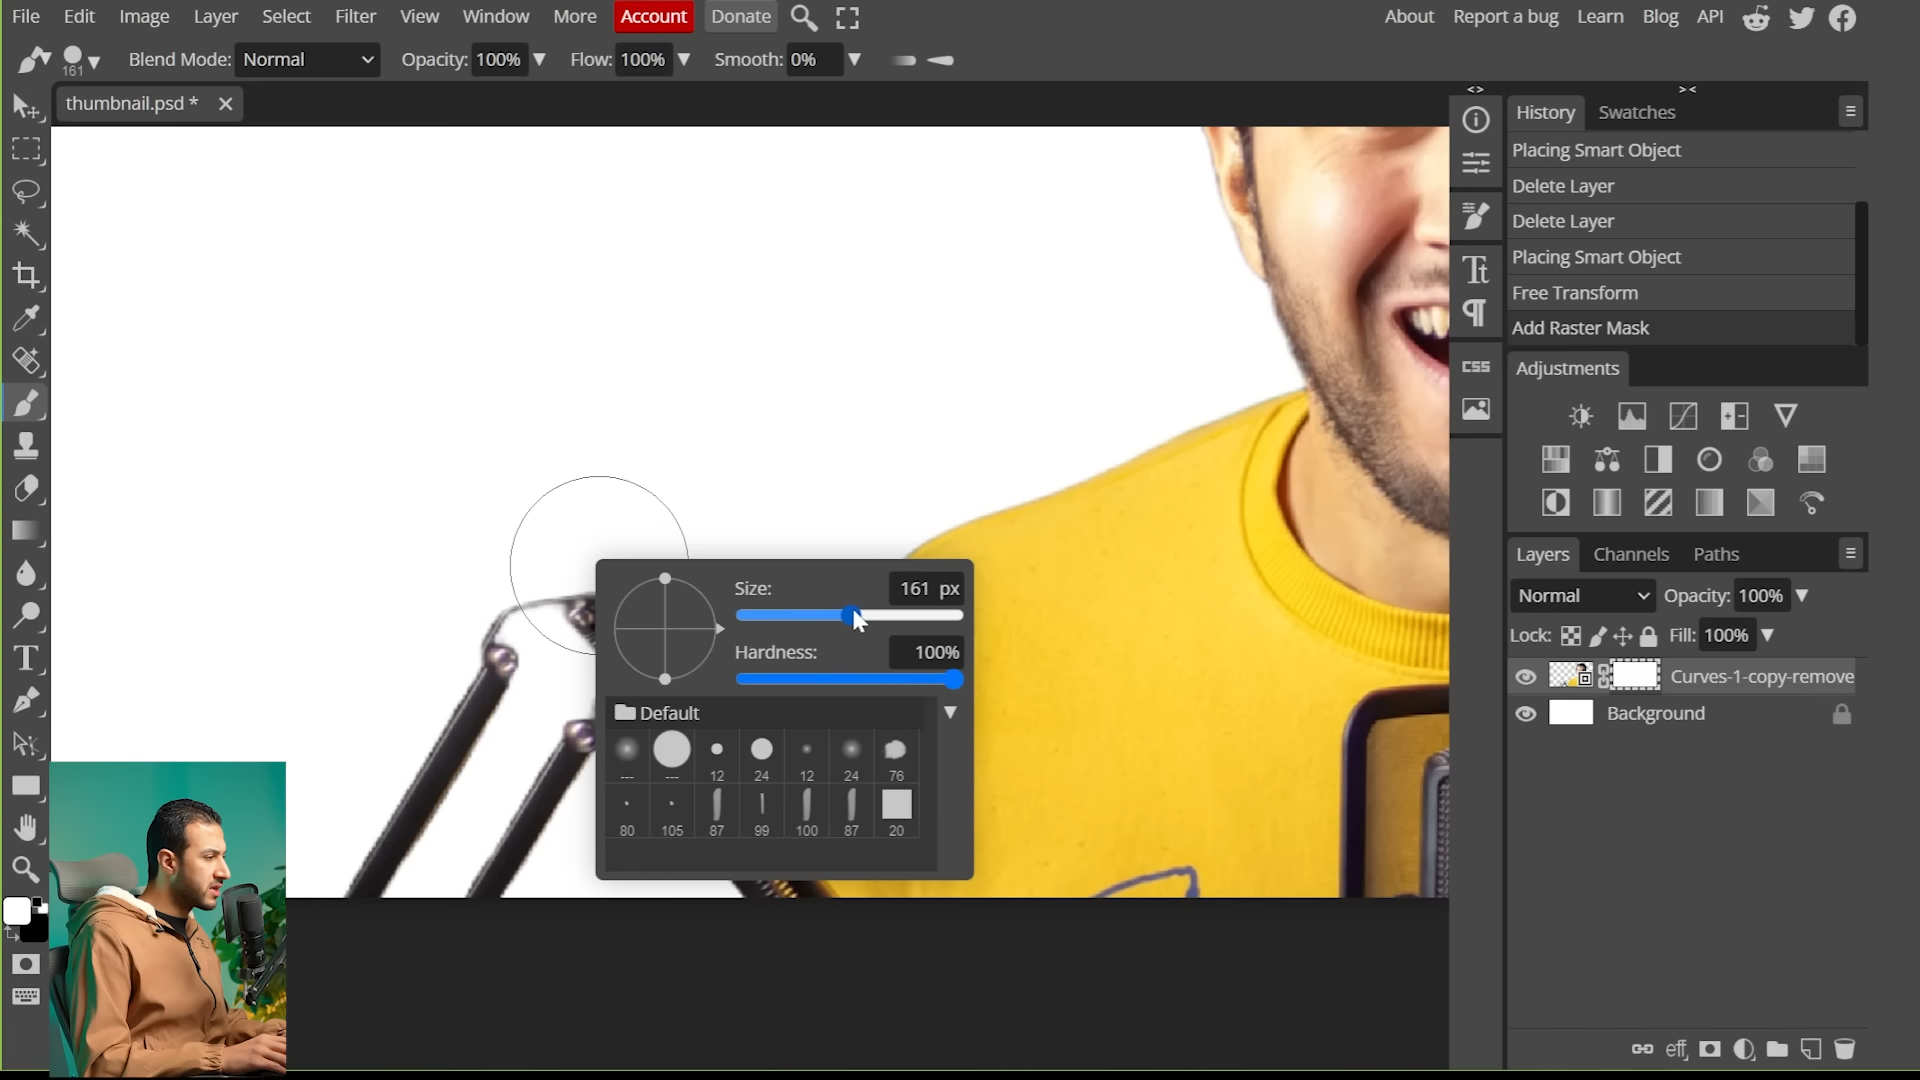 File Edit Image Layer Select Filter View Window More Account Donate About Report a bug Learn Blog API
161 Blend Mode: Normal Opacity: 100% Flow: 100% Smooth: 0%
thumbnail.psd *
<> ><
History Swatches
Placing Smart Object
Delete Layer
Delete Layer
Placing Smart Object
Free Transform
Add Raster Mask
Tt
CSS
Adjustments
Size: 161 px
Hardness: 100%
Default
--- --- 12 24 12 24 76
80 105 87 99 100 87 20
Layers Channels Paths
Normal Opacity: 100%
Lock: Fill: 100%
Curves-1-copy-remove
Background
eff